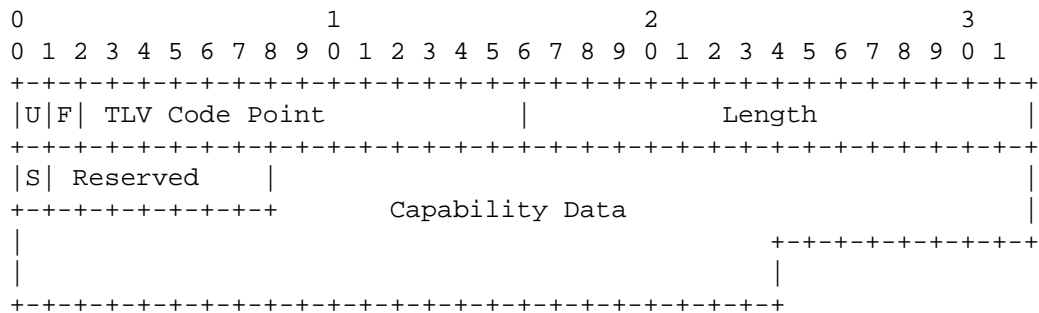 0                   1                   2                   3
0 1 2 3 4 5 6 7 8 9 0 1 2 3 4 5 6 7 8 9 0 1 2 3 4 5 6 7 8 9 0 1
+-+-+-+-+-+-+-+-+-+-+-+-+-+-+-+-+-+-+-+-+-+-+-+-+-+-+-+-+-+-+-+-+
|U|F| TLV Code Point            |            Length             |
+-+-+-+-+-+-+-+-+-+-+-+-+-+-+-+-+-+-+-+-+-+-+-+-+-+-+-+-+-+-+-+-+
|S| Reserved    |                                               |
+-+-+-+-+-+-+-+-+       Capability Data                         |
|                                               +-+-+-+-+-+-+-+-+
|                                               |
+-+-+-+-+-+-+-+-+-+-+-+-+-+-+-+-+-+-+-+-+-+-+-+-+